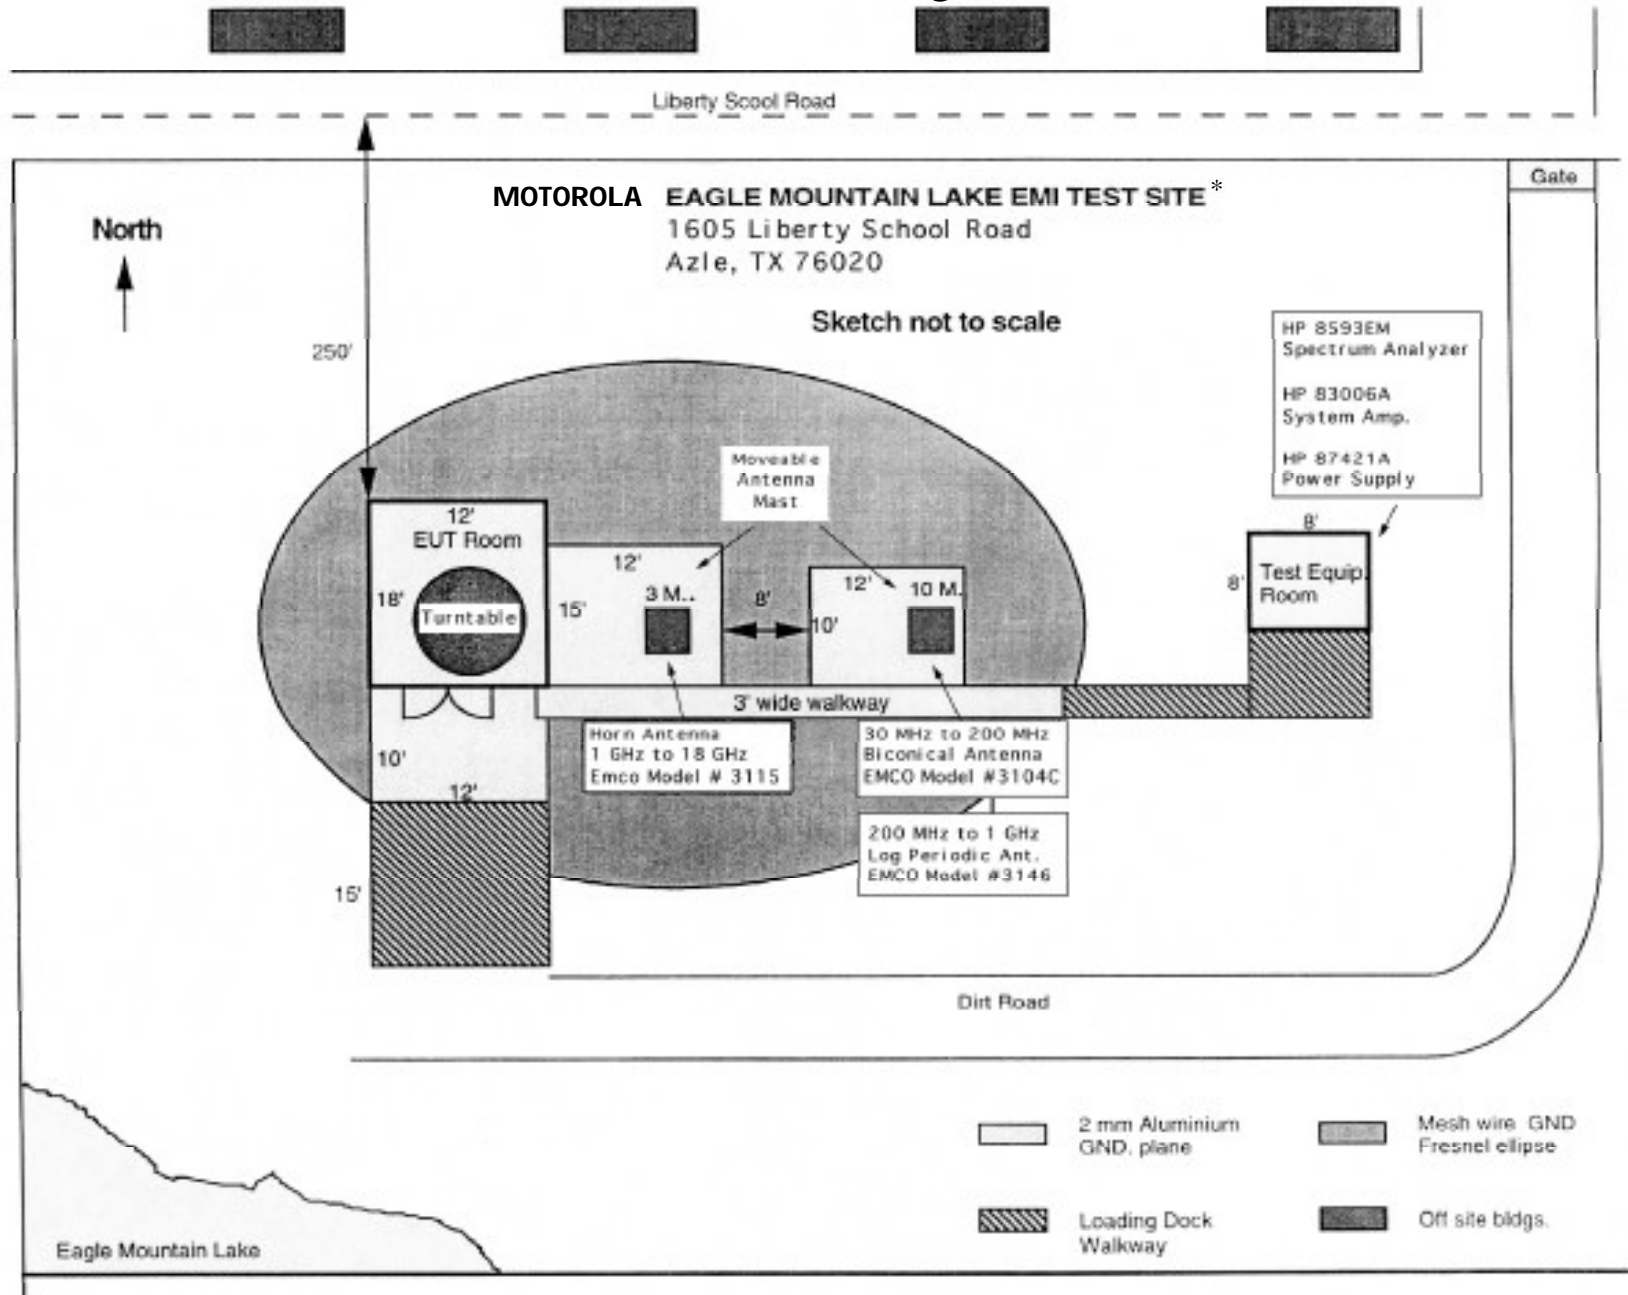 Liberty Scool Road
Gate
MOTOROLA EAGLE MOUNTAIN LAKE EMI TEST SITE*
1605 Liberty School Road
Azle, TX 76020
North
Sketch not to scale
250'
HP 8593EM
Spectrum Analyzer
HP 83006A
System Amp.
HP 87421A
Power Supply
Moveable
Antenna
Mast
12'
EUT Room
18'
Turntable
12'
3 M..
15'
8'
12'
10 M.
10'
8'
8'
Test Equip.
Room
3' wide walkway
Horn Antenna
1 GHz to 18 GHz
Emco Model # 3115
30 MHz to 200 MHz
Biconical Antenna
EMCO Model #3104C
10'
12'
200 MHz to 1 GHz
Log Periodic Ant.
EMCO Model #3146
15'
Dirt Road
2 mm Aluminium
GND. plane
Mesh wire GND
Fresnel ellipse
Loading Dock
Walkway
Off site bldgs.
Eagle Mountain Lake